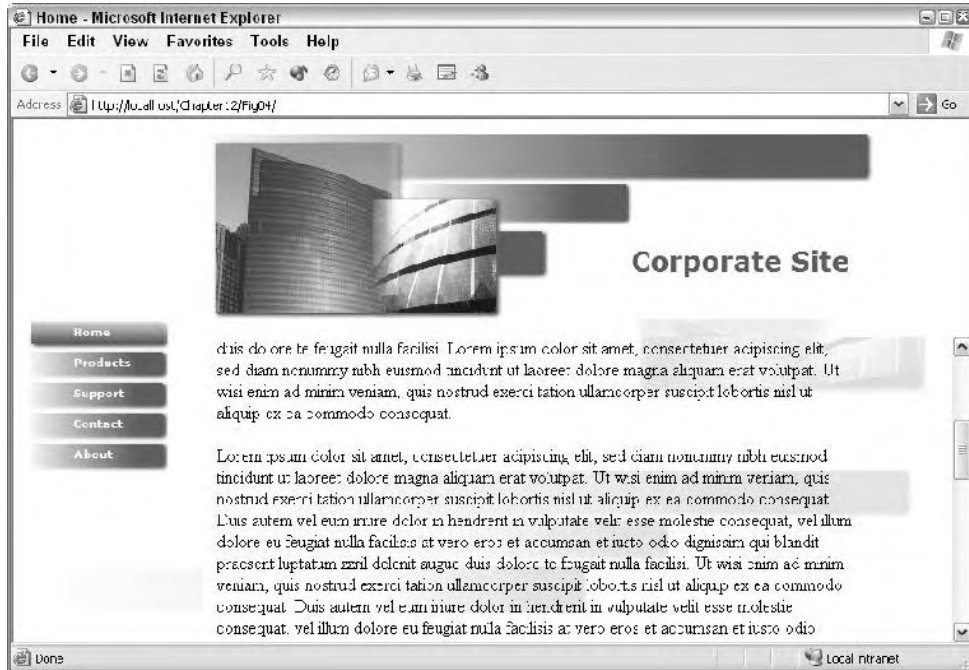 Home - Microsoft Internet Explorer
File Edit View Favorites Tools Help
Address http://localhost/Chapter12/Fig04/ Go
Corporate Site
Home
Products
Support
Contact
About
duis dolore te feugait nulla facilisi. Lorem ipsum dolor sit amet, consectetuer adipiscing elit,
sed diam nonummy nibh euismod tincidunt ut laoreet dolore magna aliquam erat volutpat. Ut
wisi enim ad minim veniam, quis nostrud exerci tation ullamcorper suscipit lobortis nisl ut
aliquip ex ea commodo consequat.
Lorem ipsum dolor sit amet, consectetuer adipiscing elit, sed diam nonummy nibh euismod
tincidunt ut laoreet dolore magna aliquam erat volutpat. Ut wisi enim ad minim veniam, quis
nostrud exerci tation ullamcorper suscipit lobortis nisl ut aliquip ex ea commodo consequat
Duis autem vel eum iriure dolor in hendrerit in vulputate velit esse molestie consequat, vel illum
dolore eu feugiat nulla facilisis at vero eros et accumsan et iusto odio dignissim qui blandit
praesent luptatum zzril delenit augue duis dolore te feugait nulla facilisi. Ut wisi enim ad minim
veniam, quis nostrud exerci tation ullamcorper suscipit lobortis nisl ut aliquip ex ea commodo
consequat. Duis autem vel eum iriure dolor in hendrerit in vulputate velit esse molestie
consequat, vel illum dolore eu feugiat nulla facilisis at vero eros et accumsan et iusto odio
Done Local intranet